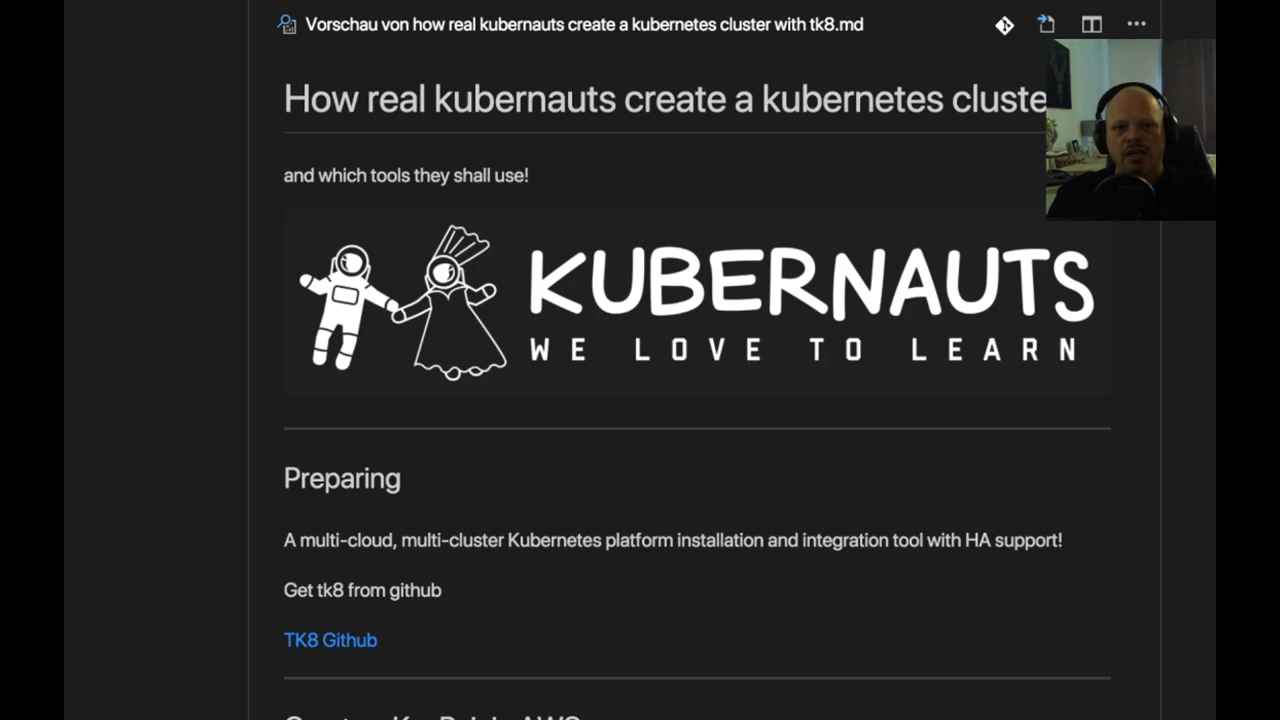 Vorschau von how real kubernauts create a kubernetes cluster with tk8.md
How real kubernauts create a kubernetes cluste
and which tools they shall use!
KUBERNAUTS
WE LOVE TO LEARN
Preparing
A multi-cloud, multi-cluster Kubernetes platform installation and integration tool with HA support!
Get tk8 from github
TK8 Github